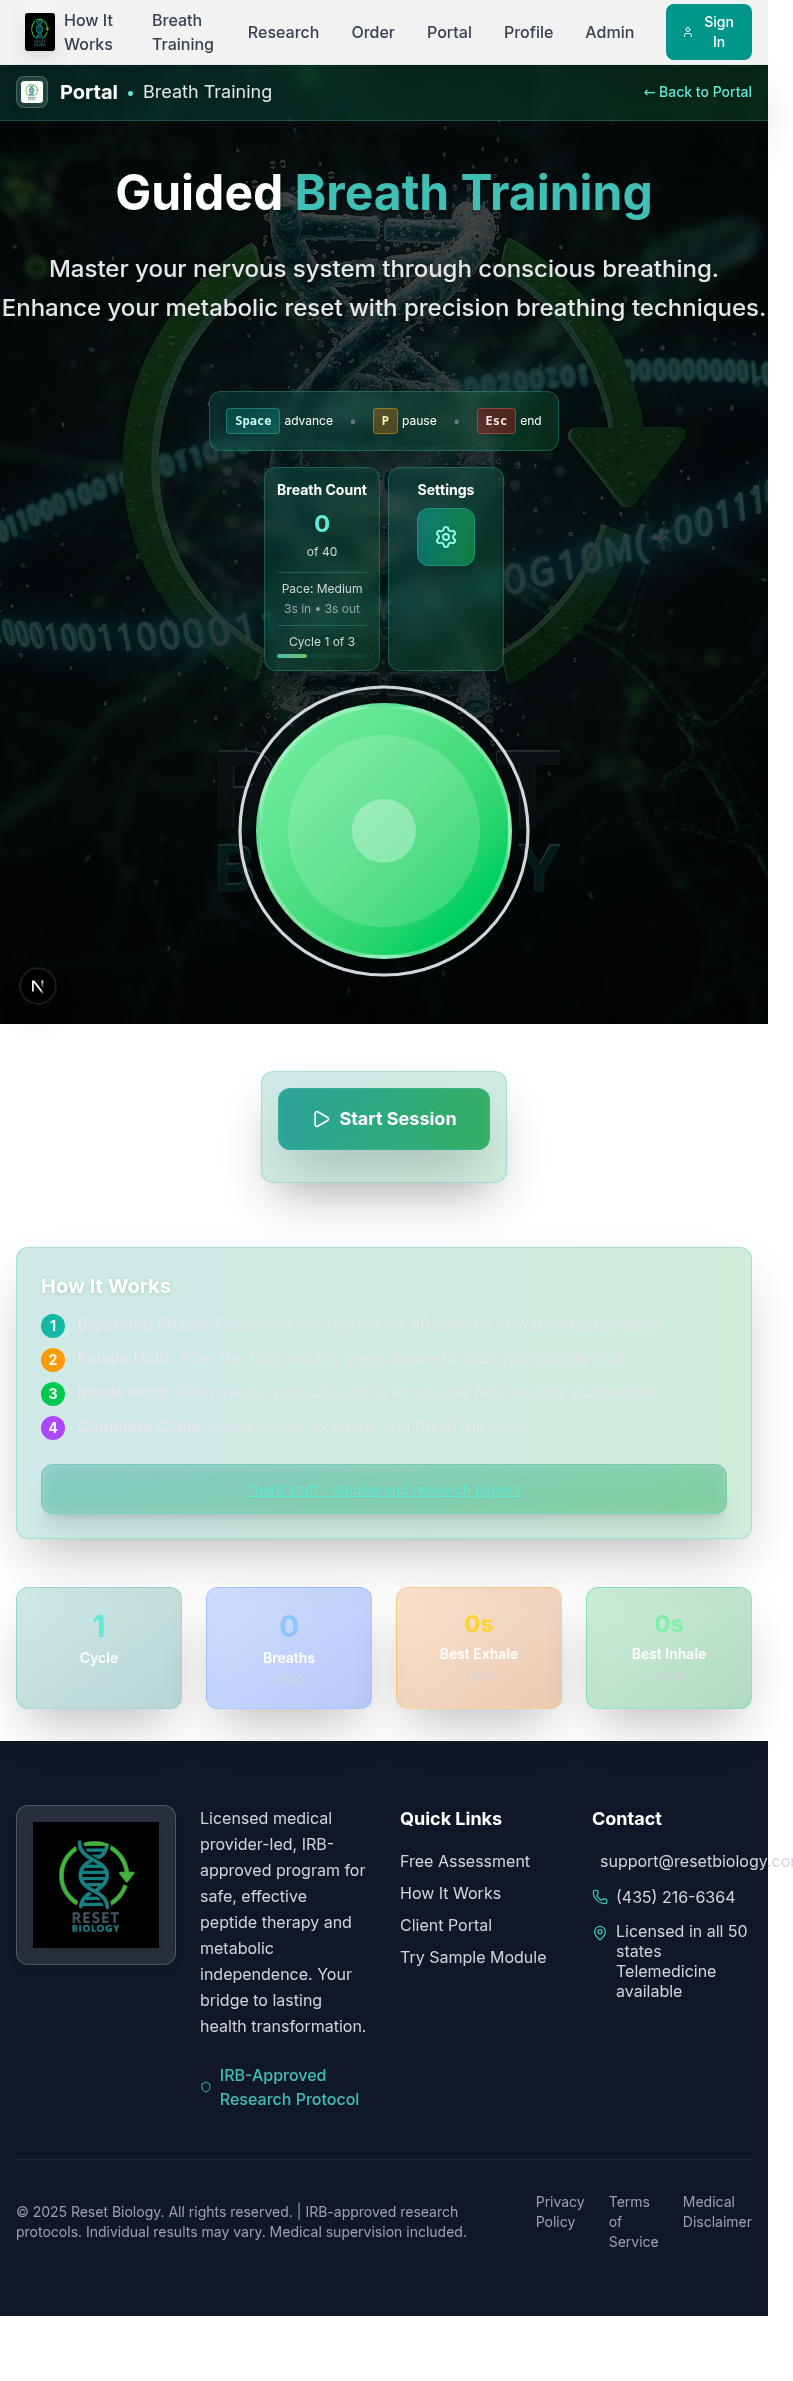 How It Works
Breath Training
Research
Order
Portal
Profile
Admin
Sign In
Portal • Breath Training
← Back to Portal
Guided Breath Training
Master your nervous system through conscious breathing.
Enhance your metabolic reset with precision breathing techniques.
Space advance • P pause • Esc end
Breath Count
0
of 40
Pace: Medium
3s in • 3s out
Cycle 1 of 3
Settings
Start Session
How It Works
1 Breathing Phase: Follow the orb rhythm for 40 breaths at your selected pace
2 Exhale Hold: After the final exhale, press Space to start your exhale hold
3 Inhale Hold: When ready, press Space to inhale and hold as long as possible
4 Complete Cycle: Press Space to exhale and finish the cycle
*nerd stuff - studies and research papers
1
Cycle
0
Breaths
0s
Best Exhale
0s
Best Inhale
RESET
BIOLOGY
Licensed medical
provider-led, IRB-
approved program for
safe, effective
peptide therapy and
metabolic
independence. Your
bridge to lasting
health transformation.
IRB-Approved
Research Protocol
Quick Links
Free Assessment
How It Works
Client Portal
Try Sample Module
Contact
support@resetbiology.com
(435) 216-6364
Licensed in all 50
states
Telemedicine
available
© 2025 Reset Biology. All rights reserved. | IRB-approved research
protocols. Individual results may vary. Medical supervision included.
Privacy Policy
Terms of Service
Medical Disclaimer